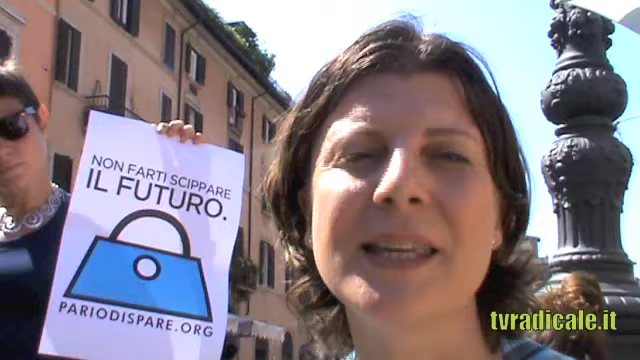 NON FARTI SCIPPARE
IL FUTURO.
PARIODISPARE.ORG
tvradicale.it